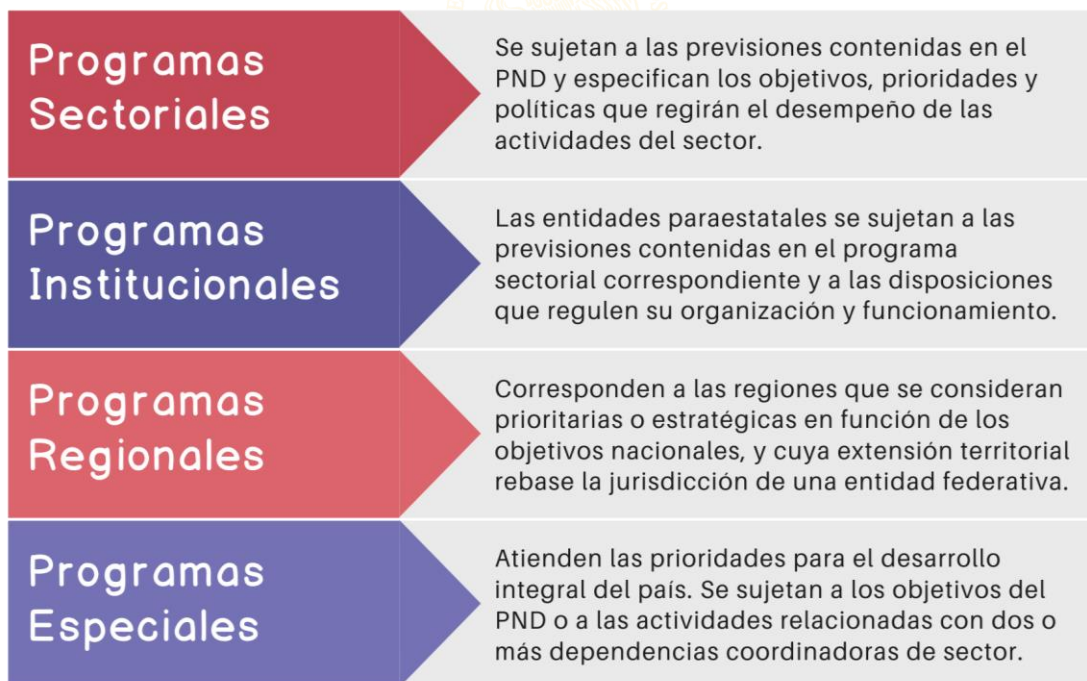 Programas
Sectoriales
Se sujetan a las previsiones contenidas en el
PND y especifican los objetivos, prioridades y
políticas que regirán el desempeño de las
actividades del sector.
Programas
Institucionales
Las entidades paraestatales se sujetan a las
previsiones contenidas en el programa
sectorial correspondiente y a las disposiciones
que regulen su organización y funcionamiento.
Programas
Regionales
Corresponden a las regiones que se consideran
prioritarias o estratégicas en función de los
objetivos nacionales, y cuya extensión territorial
rebase la jurisdicción de una entidad federativa.
Programas
Especiales
Atienden las prioridades para el desarrollo
integral del país. Se sujetan a los objetivos del
PND o a las actividades relacionadas con dos o
más dependencias coordinadoras de sector.